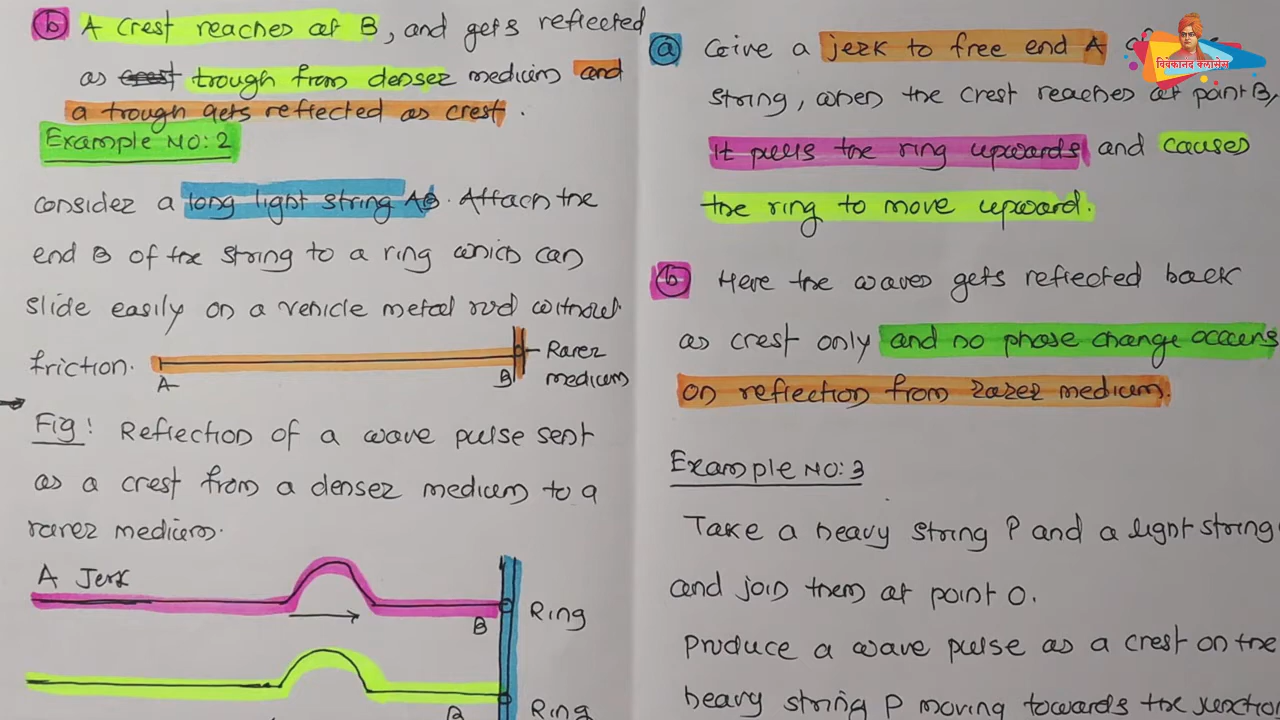 b A crest reaches at B, and gets reflected
as trough from denser medium and
a trough gets reflected as crest.
Example NO:2
consider a long light string AB. Attach the
end B of the string to a ring which can
slide easily on a vehicle metal rod without
friction.
A B Rarer
medium
Fig: Reflection of a wave pulse sent
as a crest from a denser medium to a
rarer medium.
A Jerk
B Ring
B Ring
a Give a jerk to free end A
string, when the crest reaches at point B,
it pulls the ring upwards and causes
the ring to move upward.
b Here the waves gets reflected back
as crest only and no phase change occurs
on reflection from rarer medium.
Example NO:3
Take a heavy string P and a light string
and join them at point O.
Produce a wave pulse as a crest on the
heavy string P moving towards the junction
विवेकानंद क्लासेस